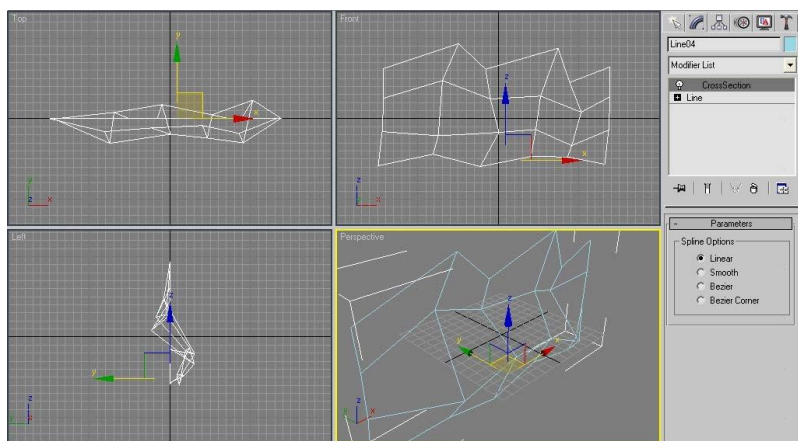 Top
y
x
y
z x
Front
z
x
z
y x
Left
z
y
z
x
Perspective
z
y
x
z
x
y
Line04
Modifier List
CrossSection
Line
Parameters
Spline Options
Linear
Smooth
Bezier
Bezier Corner